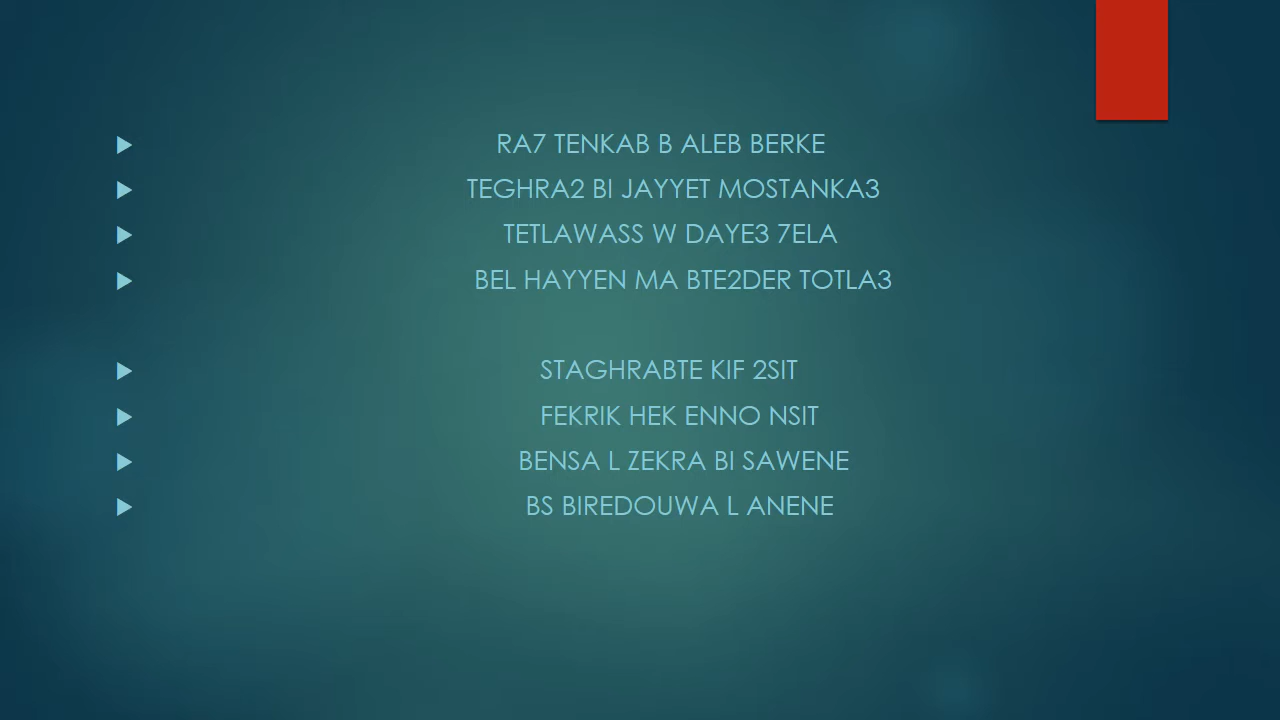 RA7 TENKAB B ALEB BERKE
TEGHRA2 BI JAYYET MOSTANKA3
TETLAWASS W DAYE3 7ELA
BEL HAYYEN MA BTE2DER TOTLA3
STAGHRABTE KIF 2SIT
FEKRIK HEK ENNO NSIT
BENSA L ZEKRA BI SAWENE
BS BIREDOUWA L ANENE